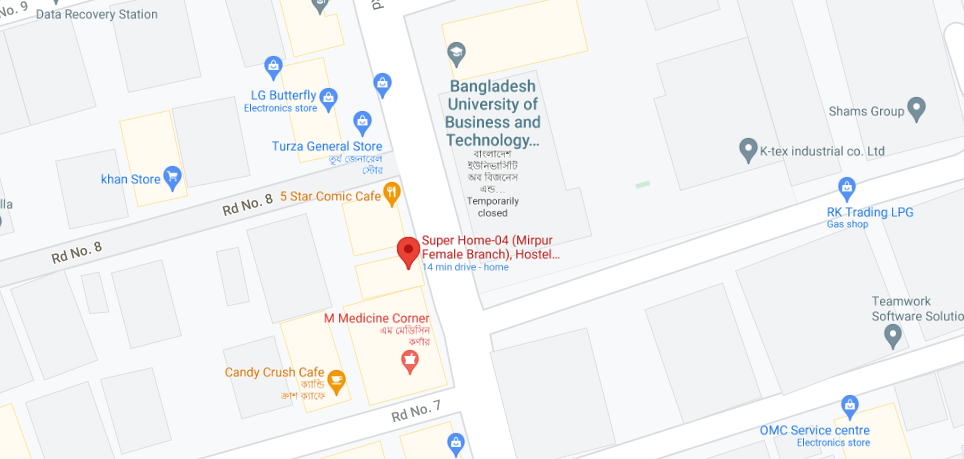 No. 9
Data Recovery Station
LG Butterfly
Electronics store
Turza General Store
তূর্য জেনারেল
স্টোর
khan Store
Rd No. 8
5 Star Comic Cafe
Rd No. 8
Bangladesh
University of
Business and
Technology...
বাংলাদেশ
ইউনিভার্সিটি
অব বিজনেস
এন্ড...
Temporarily
closed
Shams Group
K-tex industrial co. Ltd
RK Trading LPG
Gas shop
Super Home-04 (Mirpur
Female Branch), Hostel...
14 min drive - home
M Medicine Corner
এম মেডিসিন
কর্ণার
Candy Crush Cafe
ক্যান্ডি
ক্রাশ ক্যাফে
Rd No. 7
Teamwork
Software Solutio
OMC Service centre
Electronics store